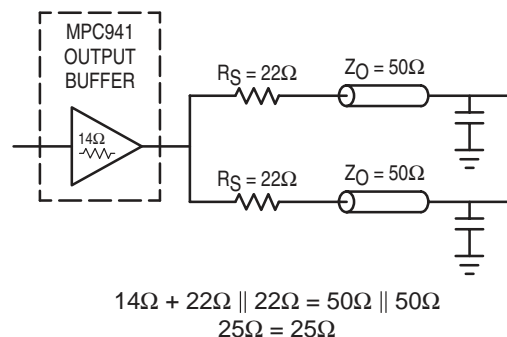 MPC941
OUTPUT
BUFFER
14Ω
RS = 22Ω
ZO = 50Ω
RS = 22Ω
ZO = 50Ω
14Ω + 22Ω ∥ 22Ω = 50Ω ∥ 50Ω
25Ω = 25Ω